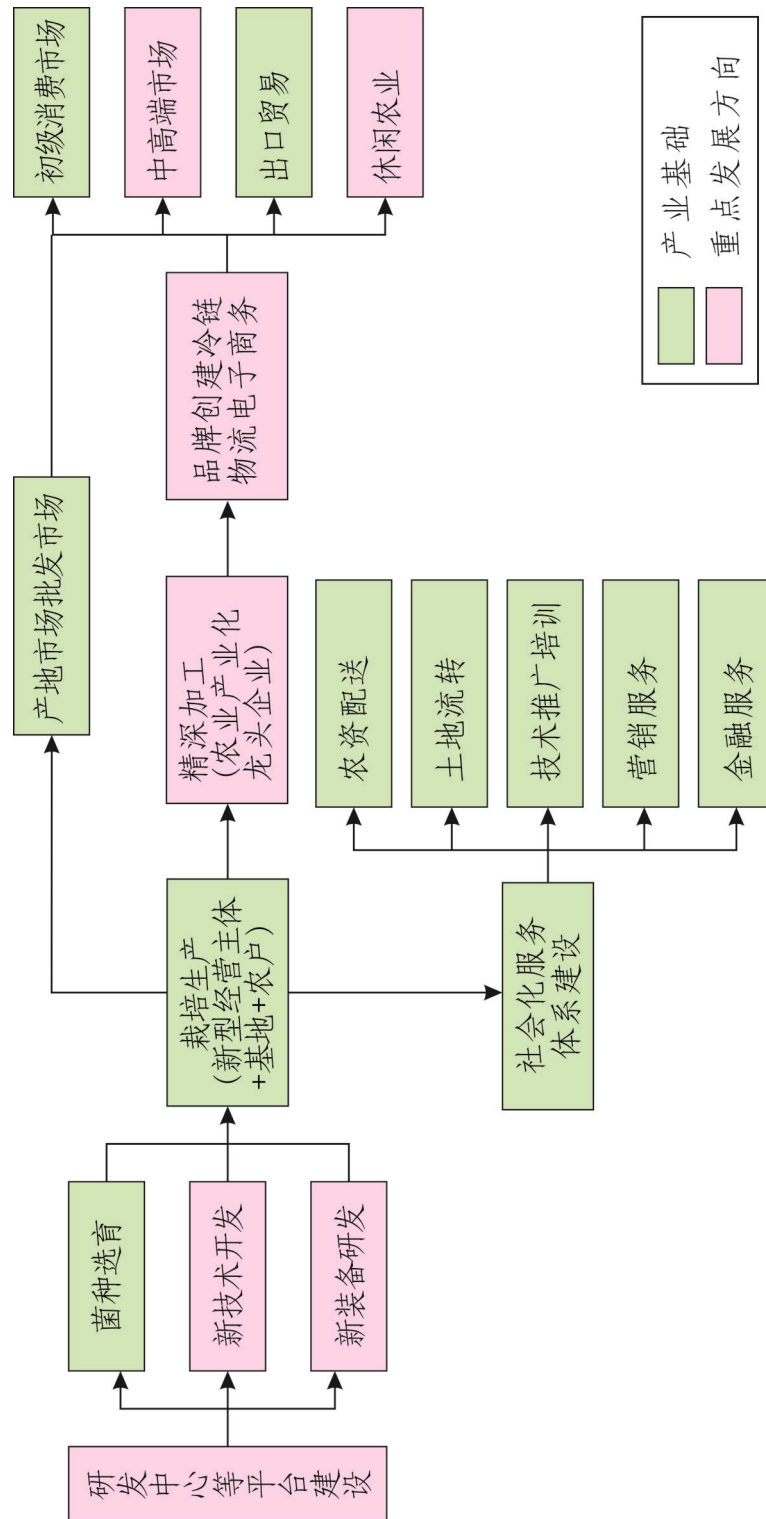 研发中心等平台建设
菌种选育
新技术开发
新装备研发
栽培生产
(新型经营主体
+基地+农户)
产地市场批发市场
精深加工
(农业产业化
龙头企业)
品牌创建冷链
物流电子商务
初级消费市场
中高端市场
出口贸易
休闲农业
社会化服务
体系建设
农资配送
土地流转
技术推广培训
营销服务
金融服务
产业基础
重点发展方向